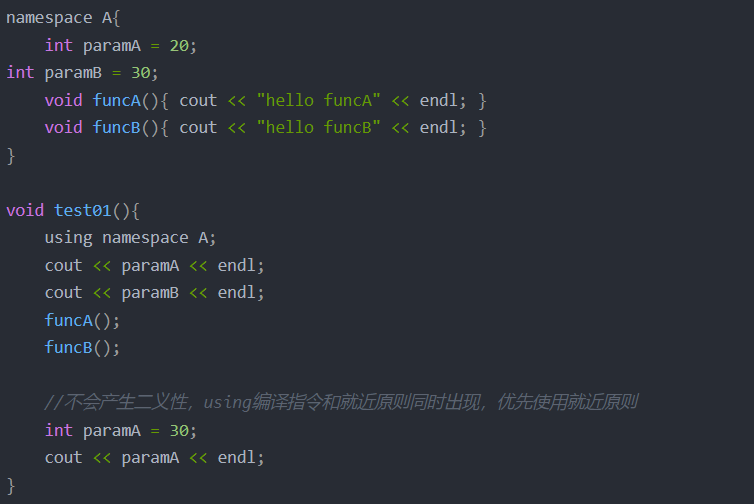 namespace A{
    int paramA = 20;
int paramB = 30;
    void funcA(){ cout << "hello funcA" << endl; }
    void funcB(){ cout << "hello funcB" << endl; }
}

void test01(){
    using namespace A;
    cout << paramA << endl;
    cout << paramB << endl;
    funcA();
    funcB();

    //不会产生二义性，using编译指令和就近原则同时出现，优先使用就近原则
    int paramA = 30;
    cout << paramA << endl;
}